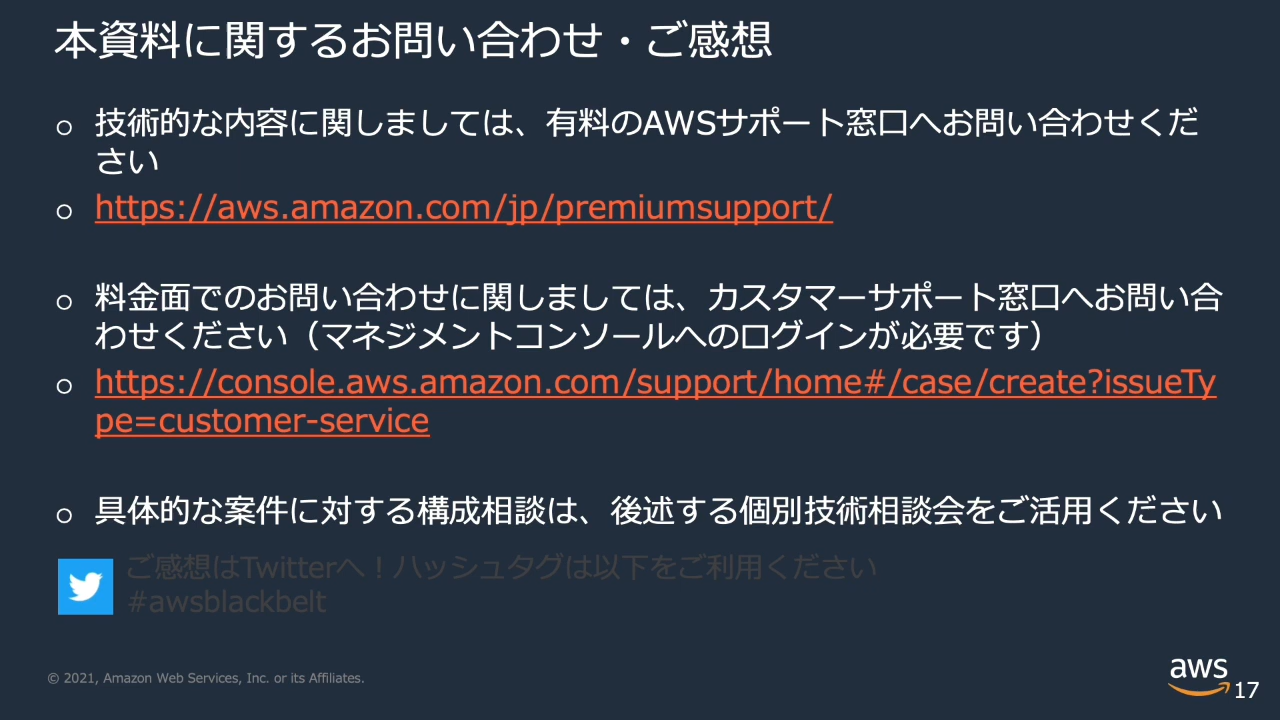 本資料に関するお問い合わせ・ご感想
o 技術的な内容に関しましては、有料のAWSサポート窓口へお問い合わせくだ
さい
o https://aws.amazon.com/jp/premiumsupport/
o 料金面でのお問い合わせに関しましては、カスタマーサポート窓口へお問い合
わせください（マネジメントコンソールへのログインが必要です）
o https://console.aws.amazon.com/support/home#/case/create?issueTy
pe=customer-service
o 具体的な案件に対する構成相談は、後述する個別技術相談会をご活用ください
ご感想はTwitterへ！ハッシュタグは以下をご利用ください
#awsblackbelt
© 2021, Amazon Web Services, Inc. or its Affiliates.
aws
17